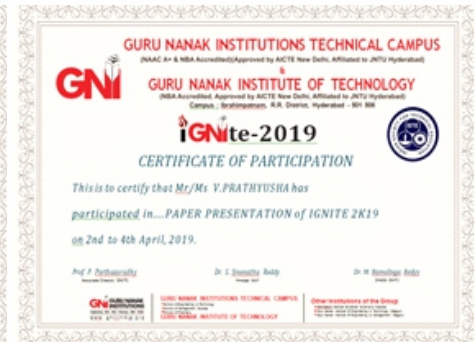 GURU NANAK INSTITUTIONS TECHNICAL CAMPUS
(NAAC A+ & NBA Accredited)(Approved by AICTE New Delhi, Affiliated to JNTU Hyderabad)
&
GNI
GURU NANAK INSTITUTE OF TECHNOLOGY
(NBA Accredited, Approved by AICTE New Delhi, Affiliated to JNTU Hyderabad)
Campus : Ibrahimpatnam, R.R. District, Hyderabad - 501 506
iGNite-2019
CERTIFICATE OF PARTICIPATION
This is to certify that Mr/Ms V.PRATHYUSHA has
participated in....PAPER PRESENTATION of IGNITE 2K19
on 2nd to 4th April, 2019.
Prof. P. Parthasaradhy
Dr. S. Sreenatha Reddy
GNI GURU NANAK INSTITUTIONS
GURU NANAK INSTITUTIONS TECHNICAL CAMPUS
GURU NANAK INSTITUTE OF TECHNOLOGY
Other Institutions of the Group